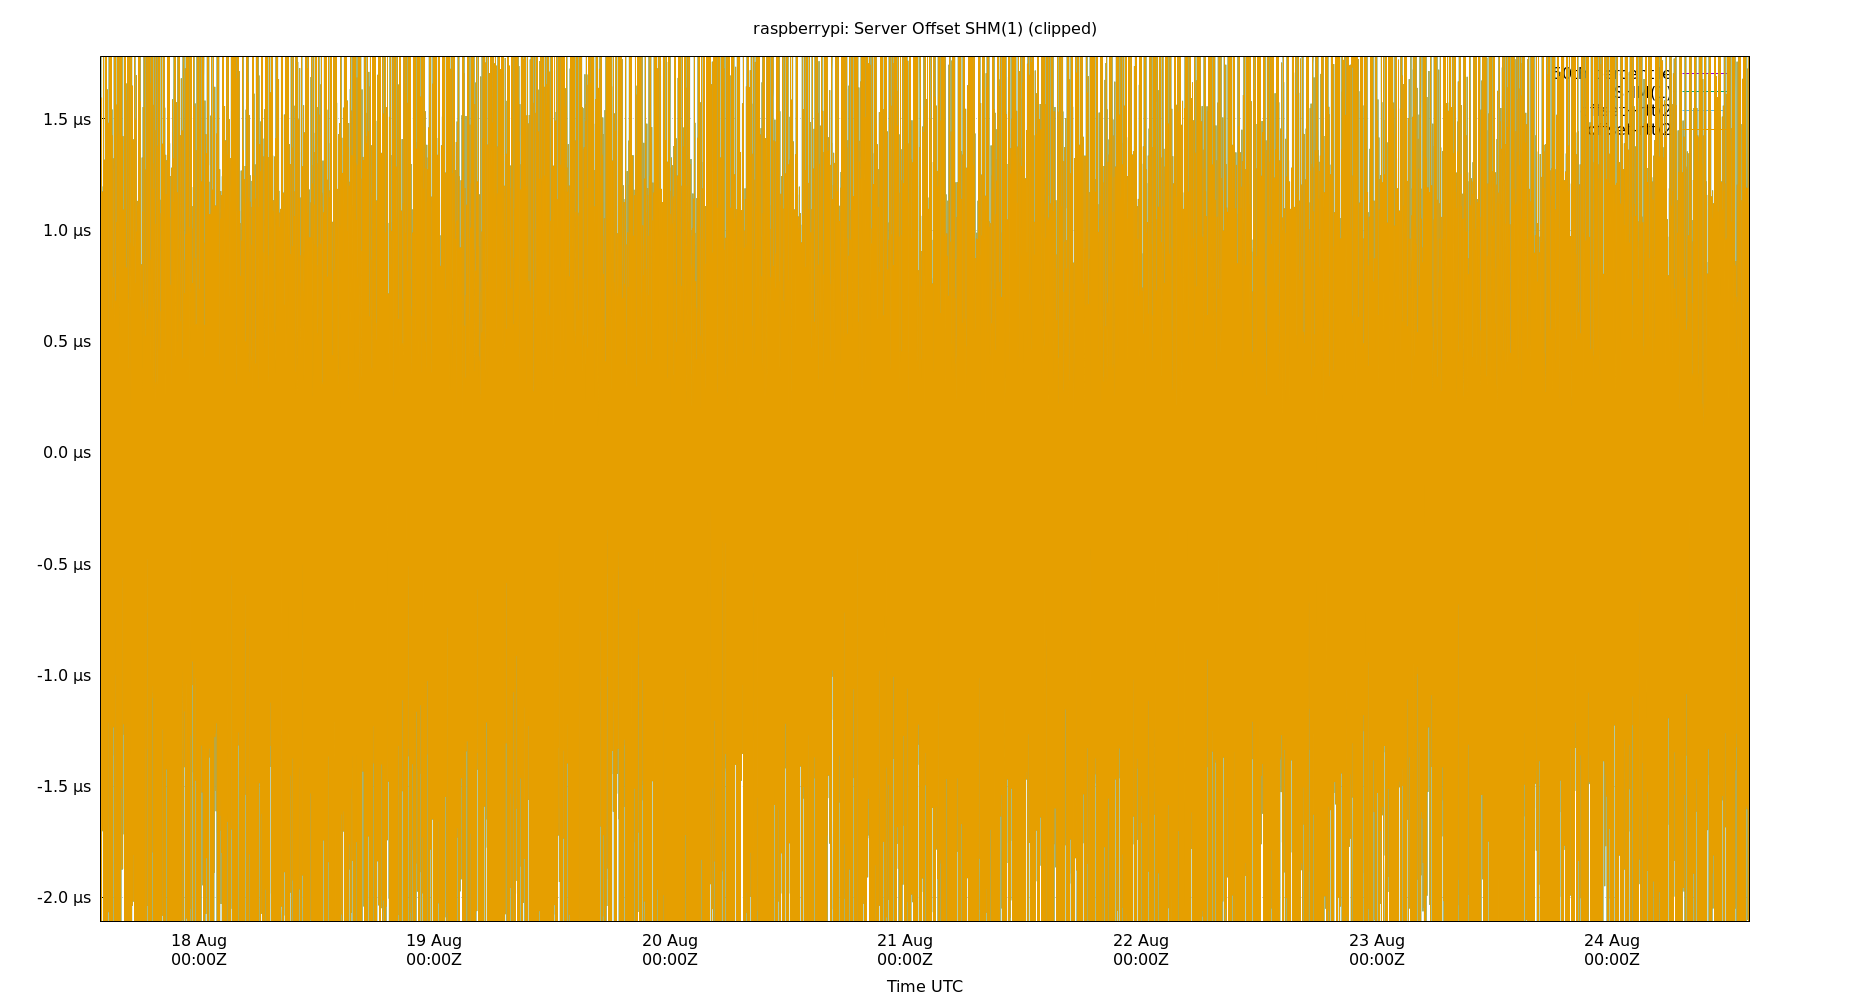 raspberrypi: Server Offset SHM(1) (clipped)
1.5 µs
1.0 µs
0.5 µs
0.0 µs
-0.5 µs
-1.0 µs
-1.5 µs
-2.0 µs
18 Aug
00:00Z
19 Aug
00:00Z
20 Aug
00:00Z
21 Aug
00:00Z
22 Aug
00:00Z
23 Aug
00:00Z
24 Aug
00:00Z
Time UTC